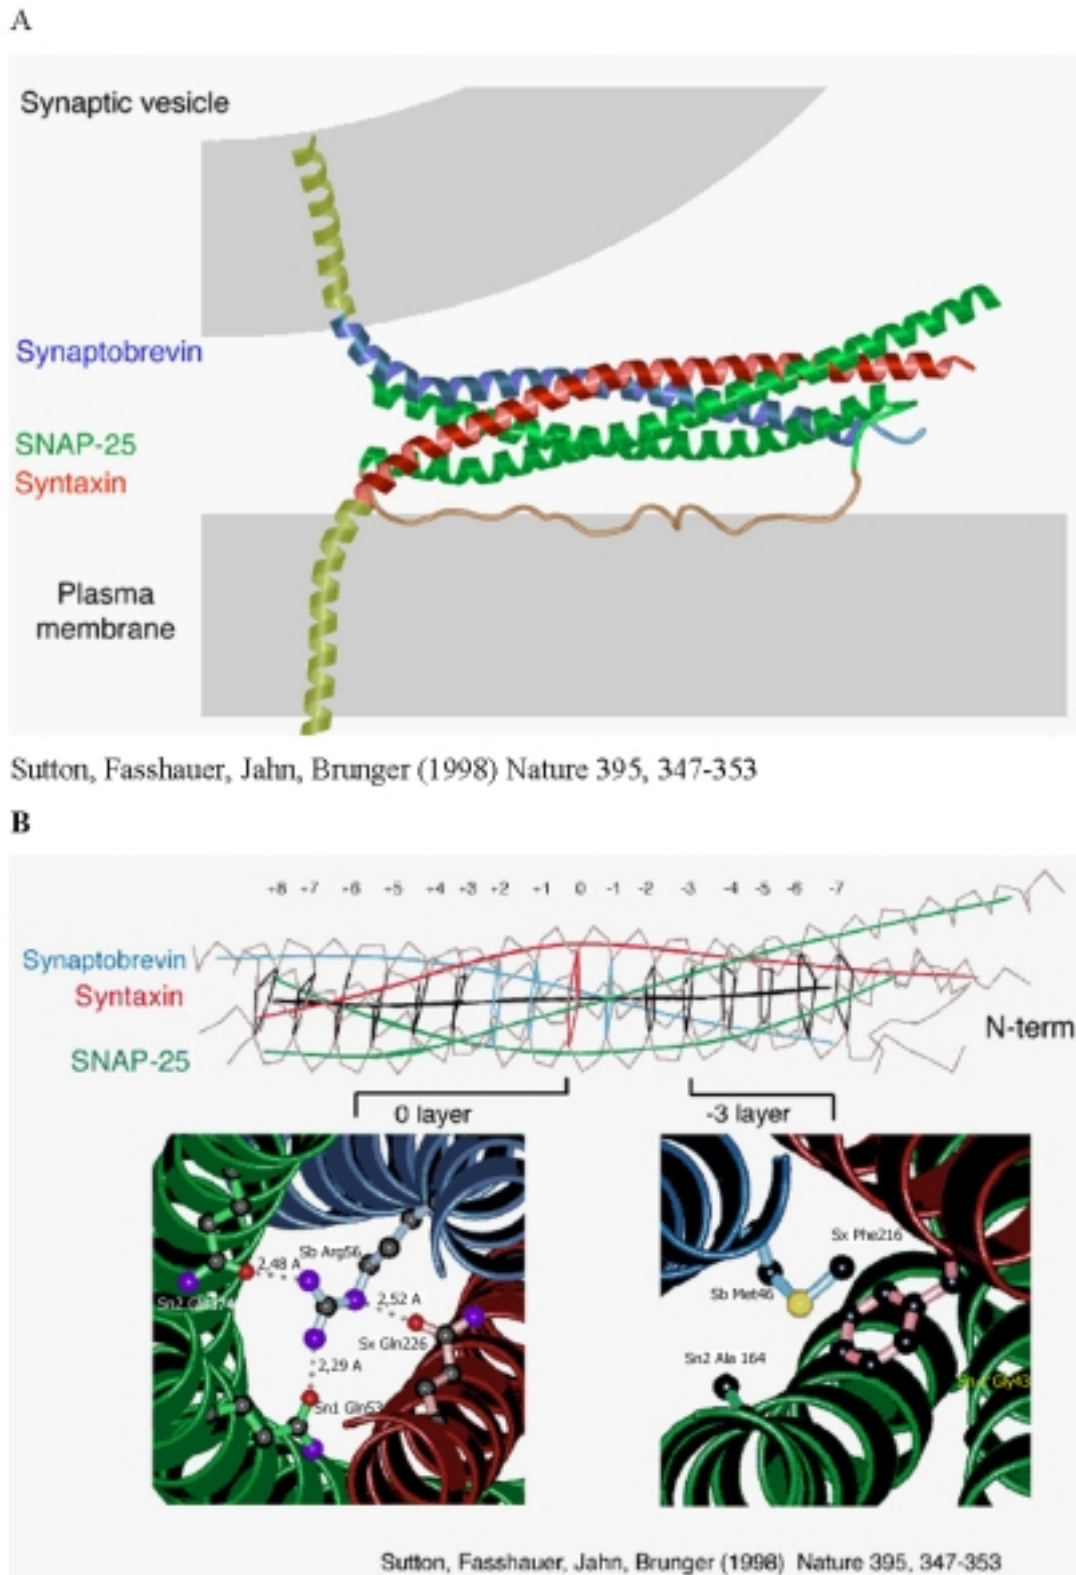 A
Synaptic vesicle
Synaptobrevin
SNAP-25
Syntaxin
Plasma
membrane
Sutton, Fasshauer, Jahn, Brunger (1998) Nature 395, 347-353
B
+8 +7 +6 +5 +4 +3 +2 +1 0 -1 -2 -3 -4 -5 -6 -7
Synaptobrevin
Syntaxin
N-term
SNAP-25
0 layer
-3 layer
Sb Arg56
2,48 A
Sn2
2,52 A
Sx Gln226
2,29 A
Sn1 Gln53
Sx Phe216
Sb Met46
Sn2 Ala 164
Gly43
Sutton, Fasshauer, Jahn, Brunger (1998) Nature 395, 347-353